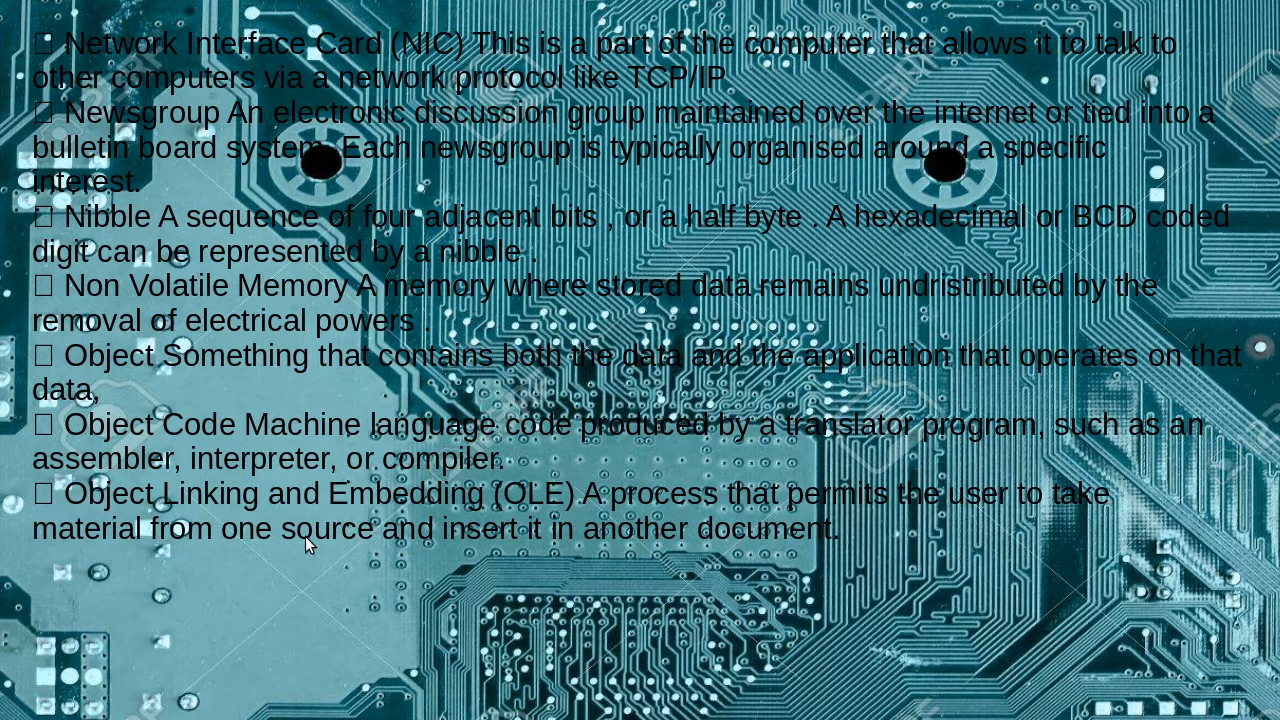 □ Network Interface Card (NIC) This is a part of the computer that allows it to talk to
other computers via a network protocol like TCP/IP
□ Newsgroup An electronic discussion group maintained over the internet or tied into a
bulletin board system. Each newsgroup is typically organised around a specific
interest.
□ Nibble A sequence of four adjacent bits , or a half byte . A hexadecimal or BCD coded
digit can be represented by a nibble .
□ Non Volatile Memory A memory where stored data remains undristributed by the
removal of electrical powers .
□ Object Something that contains both the data and the application that operates on that
data,
□ Object Code Machine language code produced by a translator program, such as an
assembler, interpreter, or compiler.
□ Object Linking and Embedding (OLE) A process that permits the user to take
material from one source and insert it in another document.